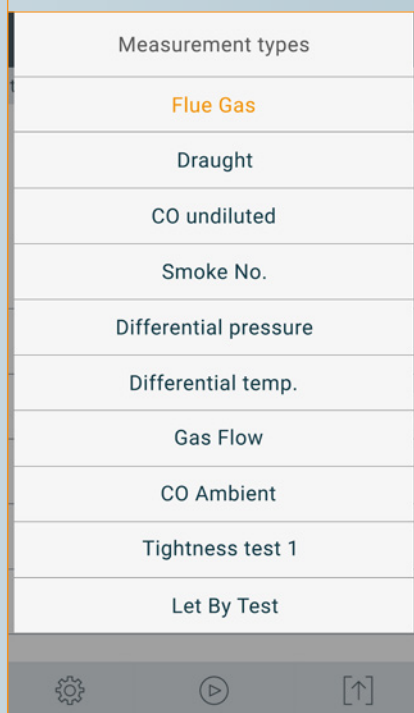 Measurement types
Flue Gas
Draught
CO undiluted
Smoke No.
Differential pressure
Differential temp.
Gas Flow
CO Ambient
Tightness test 1
Let By Test